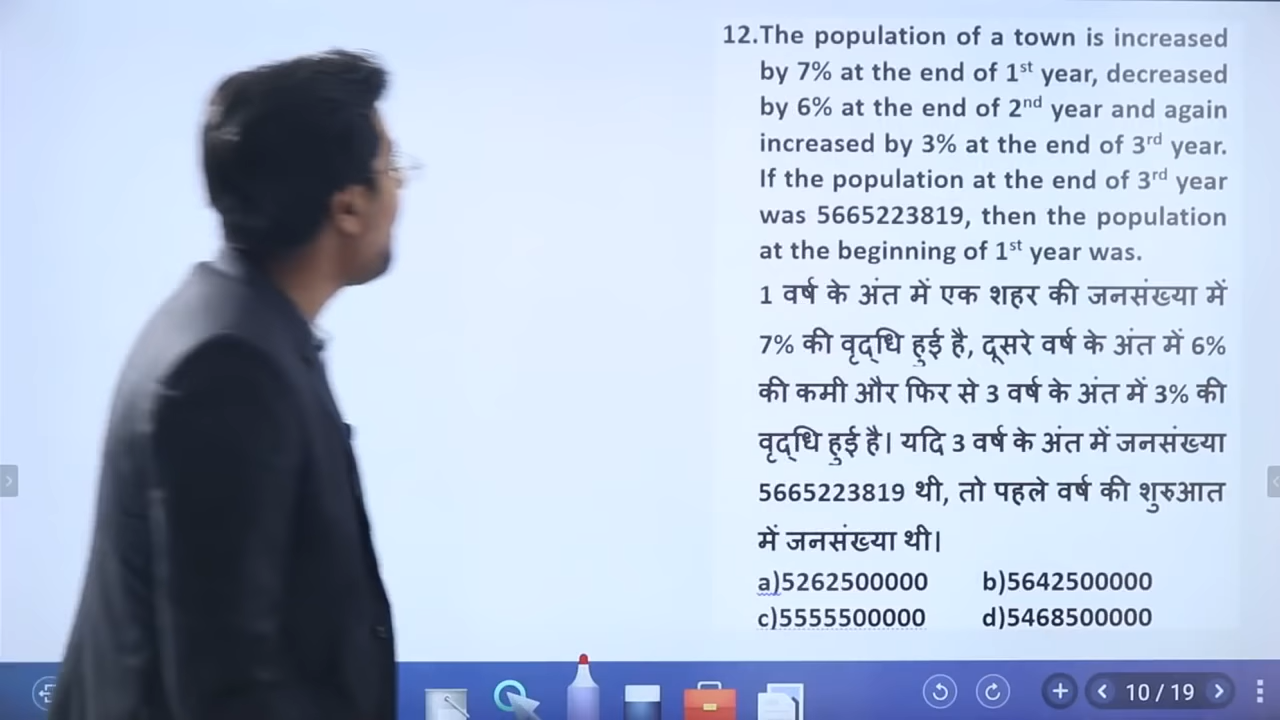 12.The population of a town is increased
by 7% at the end of 1st year, decreased
by 6% at the end of 2nd year and again
increased by 3% at the end of 3rd year.
If the population at the end of 3rd year
was 5665223819, then the population
at the beginning of 1st year was.
1 वर्ष के अंत में एक शहर की जनसंख्या में
7% की वृद्धि हुई है, दूसरे वर्ष के अंत में 6%
की कमी और फिर से 3 वर्ष के अंत में 3% की
वृद्धि हुई है। यदि 3 वर्ष के अंत में जनसंख्या
5665223819 थी, तो पहले वर्ष की शुरुआत
में जनसंख्या थी।
a)5262500000 b)5642500000
c)5555500000 d)5468500000
10 / 19